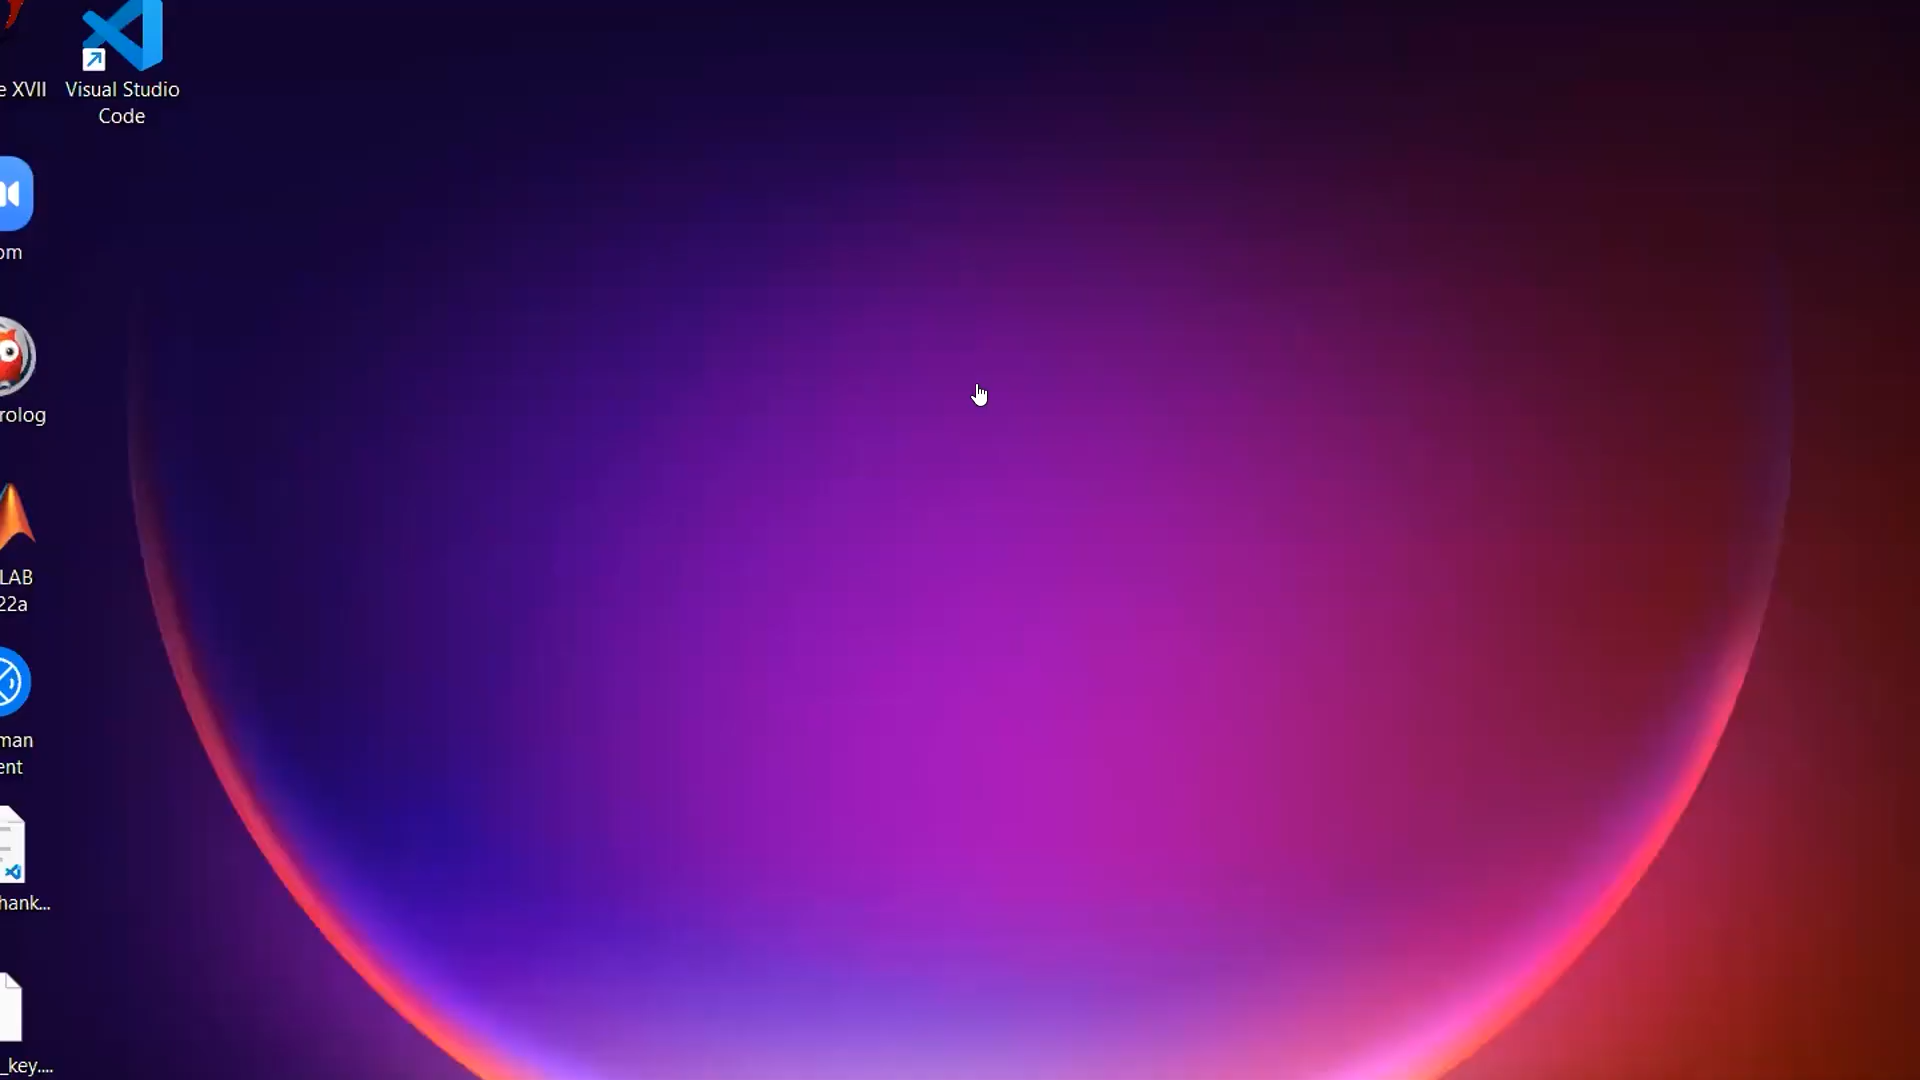 e XVII
Visual Studio
Code
om
rolog
LAB
22a
man
ent
hank...
_key....